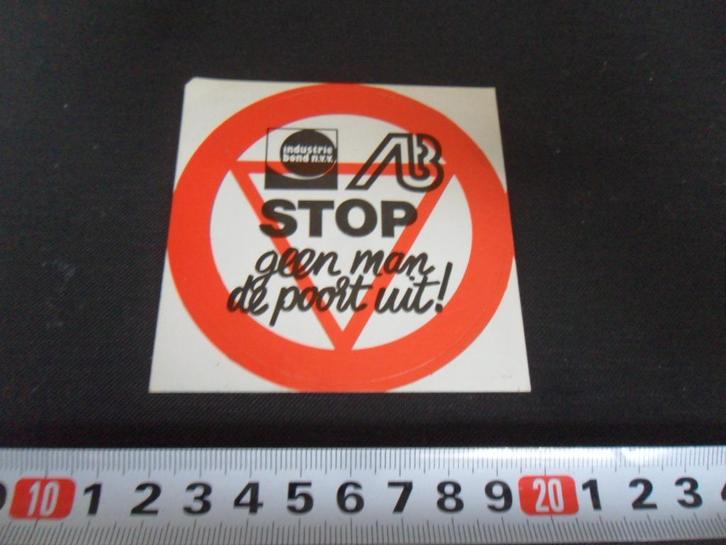 industrie
bond n.v.v.
AB
STOP
geen man
de poort uit!
10 1 2 3 4 5 6 7 8 9 20 1 2 3